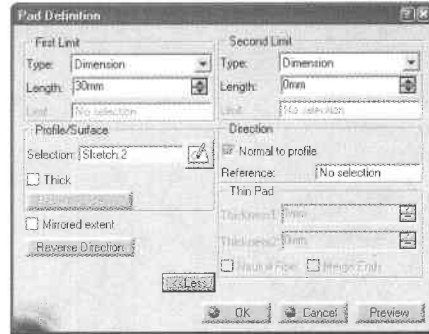 Pad Definition
First Limit
Type: Dimension
Length: 30mm
Limit: No selection
Profile/Surface
Selection: Sketch.2
Thick
Mirrored extent
Reverse Direction
<<Less
Second Limit
Type: Dimension
Length: 0mm
Limit: No selection
Direction
Normal to profile
Reference: No selection
Thin Pad
Thickness1
Thickness2 0mm
Neutral Fiber Merge Ends
OK Cancel Preview